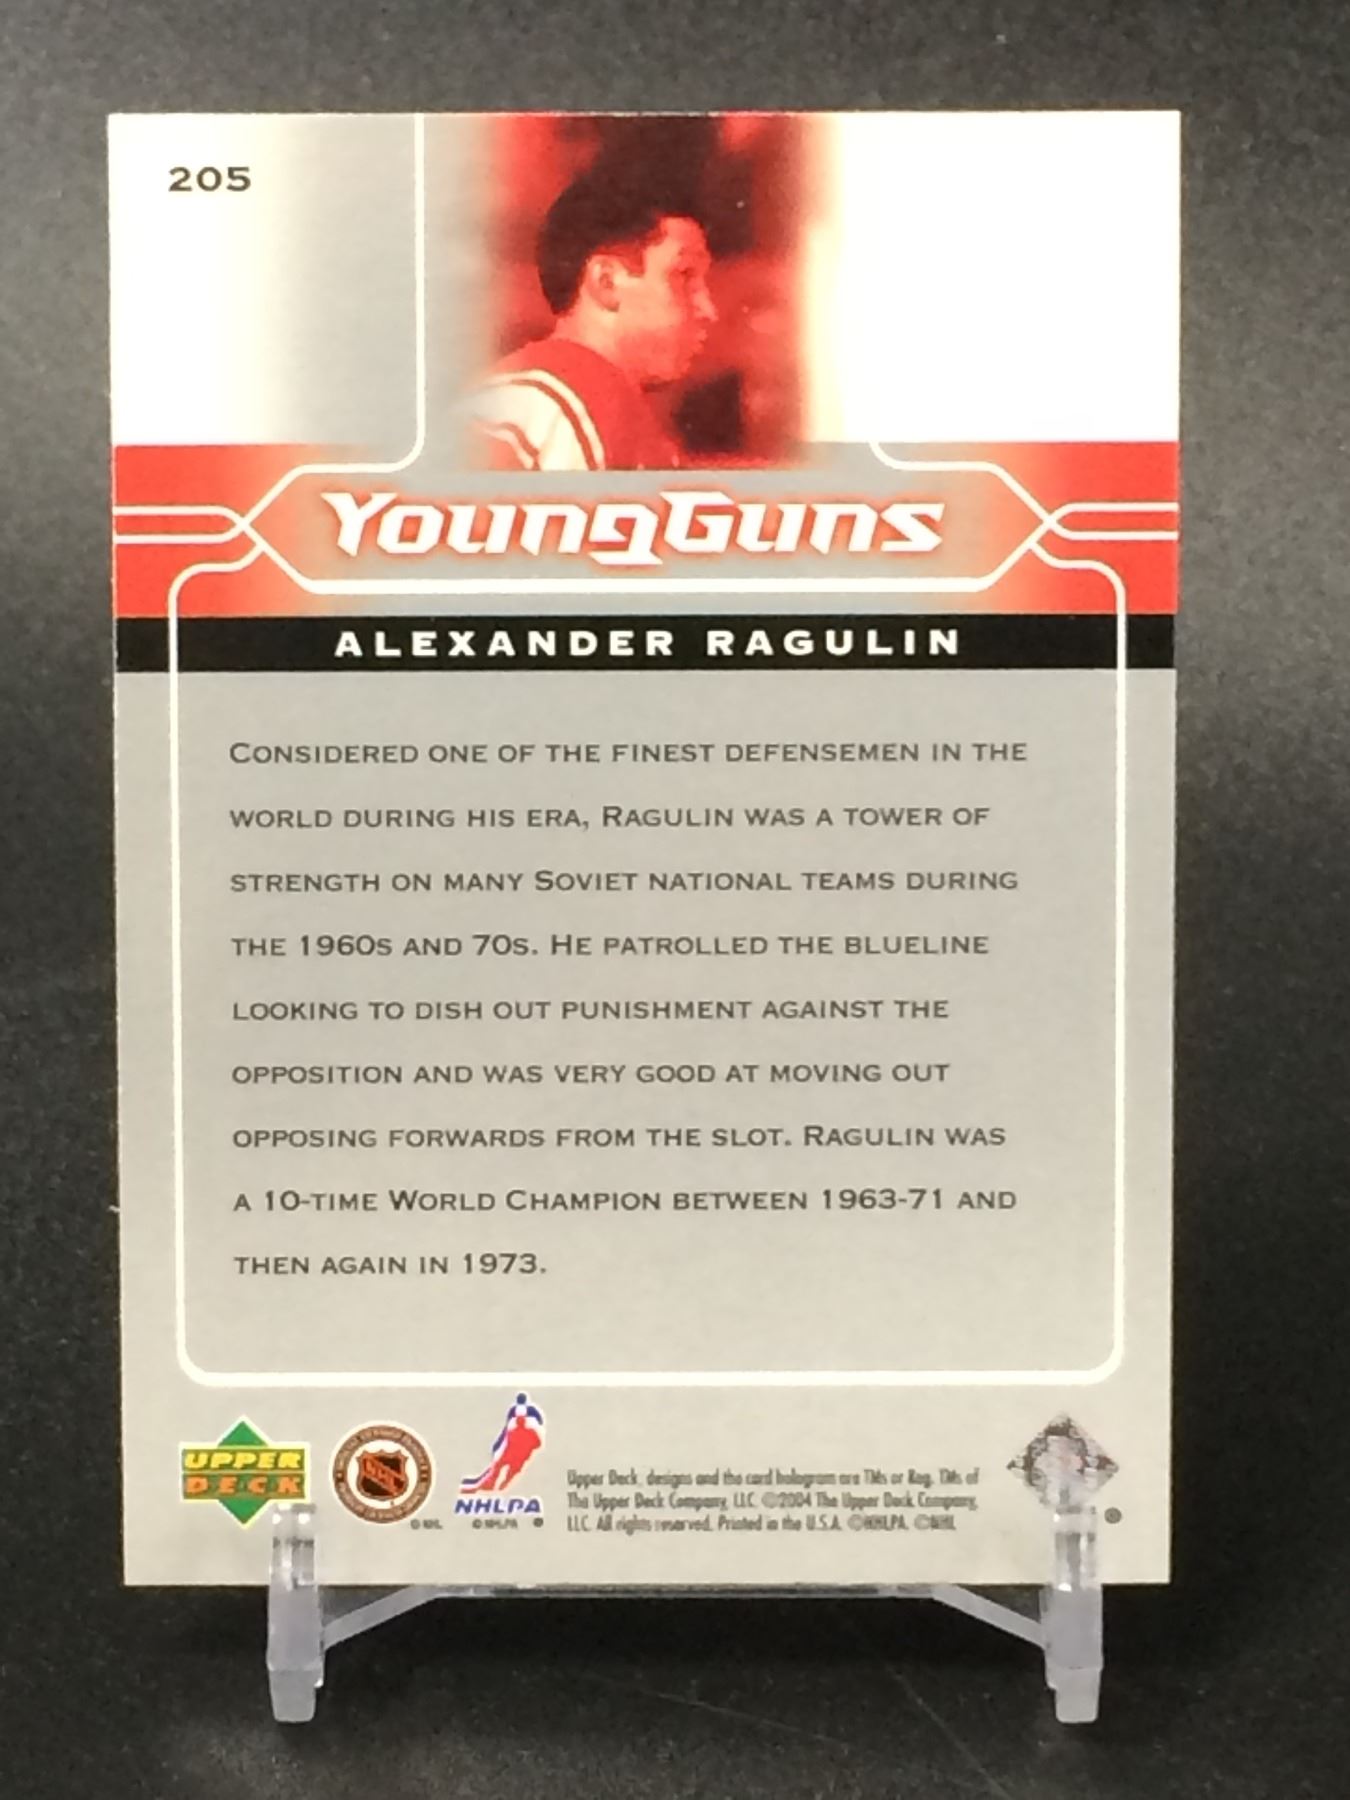 205
YoungGuns
ALEXANDER RAGULIN
CONSIDERED ONE OF THE FINEST DEFENSEMEN IN THE
WORLD DURING HIS ERA, RAGULIN WAS A TOWER OF
STRENGTH ON MANY SOVIET NATIONAL TEAMS DURING
THE 1960S AND 70S. HE PATROLLED THE BLUELINE
LOOKING TO DISH OUT PUNISHMENT AGAINST THE
OPPOSITION AND WAS VERY GOOD AT MOVING OUT
OPPOSING FORWARDS FROM THE SLOT. RAGULIN WAS
A 10-TIME WORLD CHAMPION BETWEEN 1963-71 AND
THEN AGAIN IN 1973.
UPPER
DECK
NHL
NHLPA
© NHL
© NHLPA
Upper Deck, designs and the card hologram are TMs or Reg. TMs of
The Upper Deck Company, LLC. ©2004 The Upper Deck Company,
LLC. All rights reserved. Printed in the U.S.A. ©NHLPA. ©NHL
®